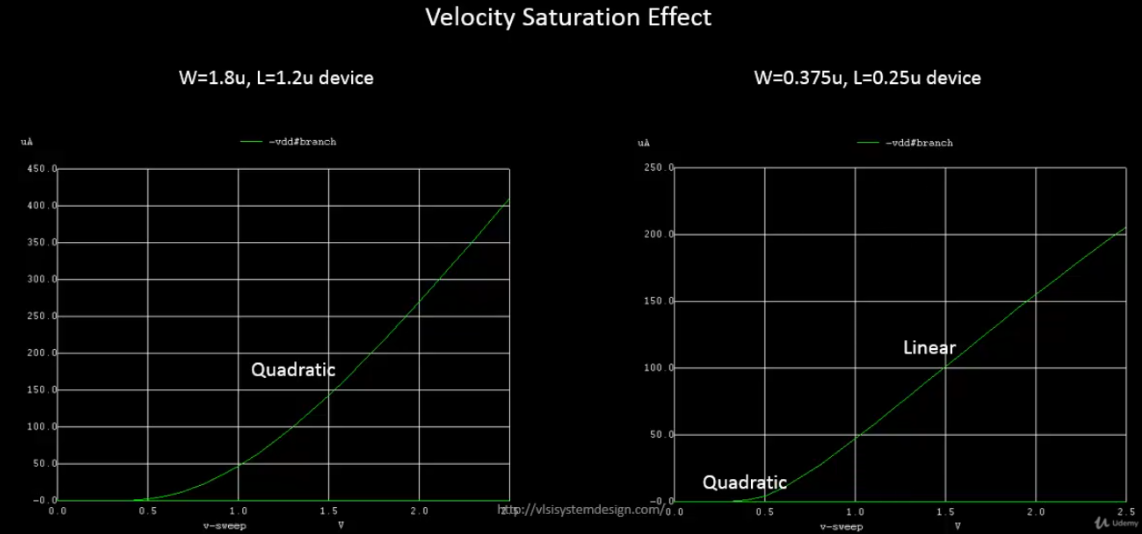 Velocity Saturation Effect
W=1.8u, L=1.2u device
W=0.375u, L=0.25u device
uA
-vdd#branch
450.0
400.0
350.0
300.0
250.0
200.0
150.0
100.0
50.0
-0.0
Quadratic
0.0 0.5 1.0 1.5 2.0 2.5
v-sweep V
uA
-vdd#branch
250.0
200.0
150.0
100.0
50.0
-0.0
Linear
Quadratic
0.0 0.5 1.0 1.5 2.0 2.5
v-sweep V
http://vlsisystemdesign.com/
Udemy